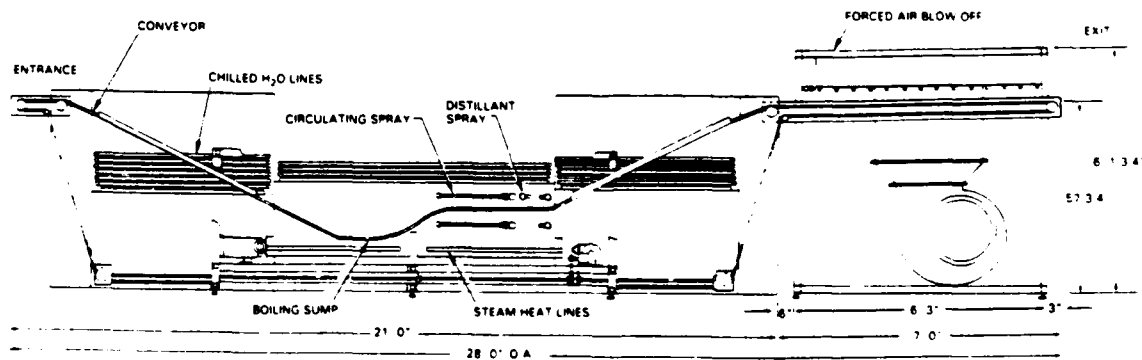 FORCED AIR BLOW OFF
EXIT
CONVEYOR
ENTRANCE
CHILLED H₂O LINES
CIRCULATING SPRAY
DISTILLANT
SPRAY
BOILING SUMP
STEAM HEAT LINES
6'3"
3"
21'0"
7'0"
28'0" O A